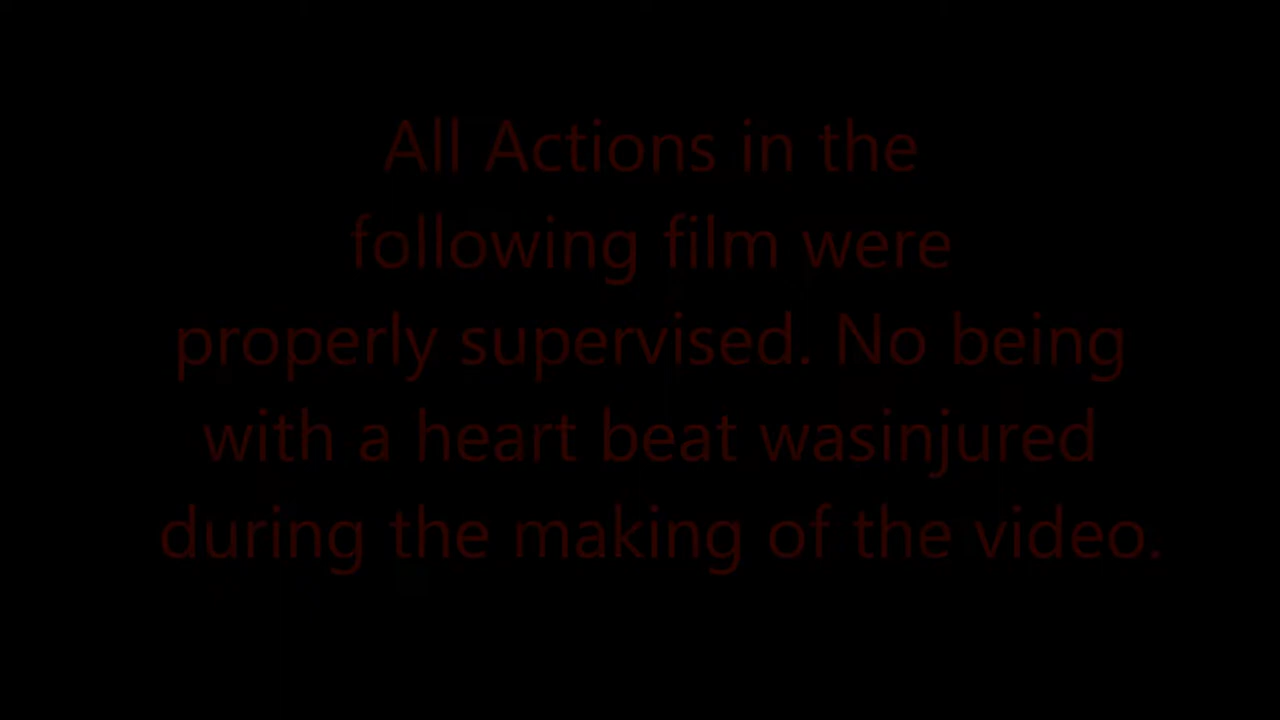 All Actions in the
following film were
properly supervised. No being
with a heart beat wasinjured
during the making of the video.